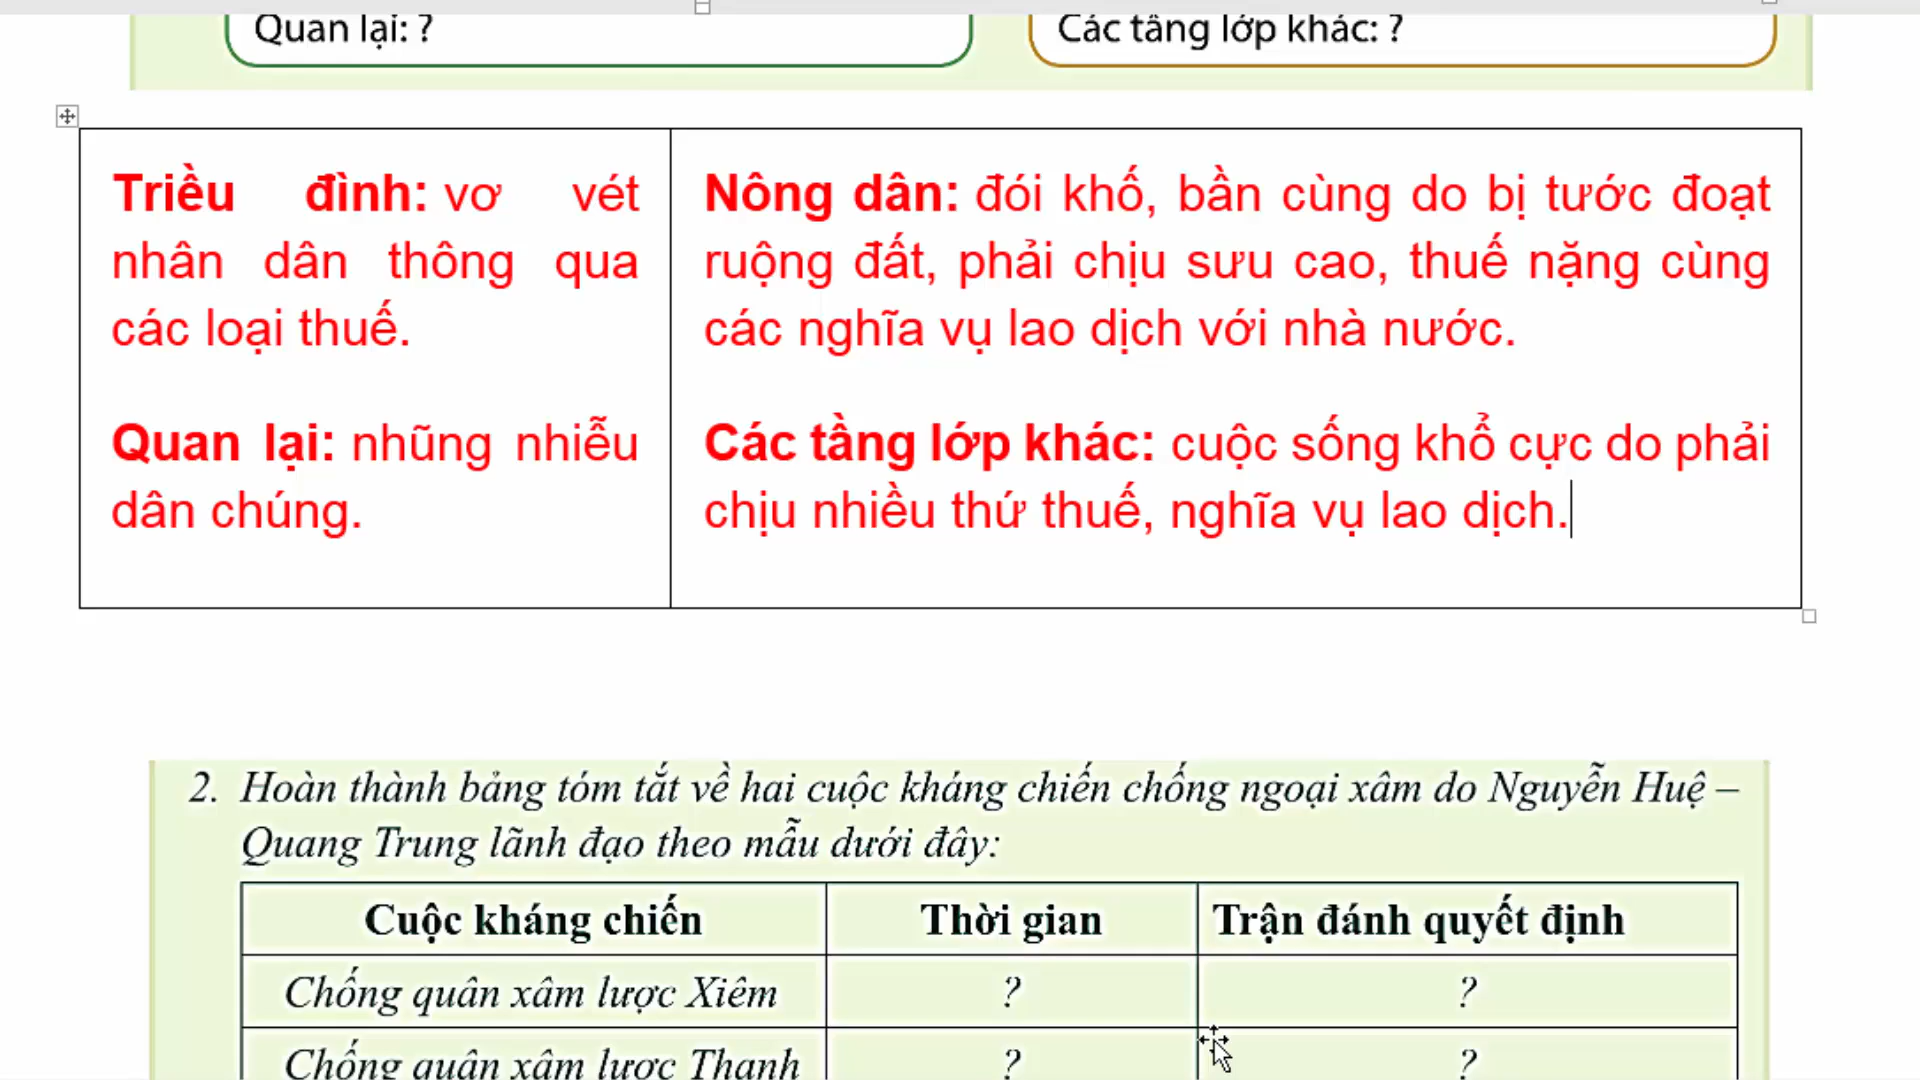 Quan lại: ?
Các tầng lớp khác: ?
Triều đình: vơ vét
nhân dân thông qua
các loại thuế.
Quan lại: nhũng nhiễu
dân chúng.
Nông dân: đói khố, bần cùng do bị tước đoạt
ruộng đất, phải chịu sưu cao, thuế nặng cùng
các nghĩa vụ lao dịch với nhà nước.
Các tầng lớp khác: cuộc sống khổ cực do phải
chịu nhiều thứ thuế, nghĩa vụ lao dịch.
2. Hoàn thành bảng tóm tắt về hai cuộc kháng chiến chống ngoại xâm do Nguyễn Huệ –
Quang Trung lãnh đạo theo mẫu dưới đây:
Cuộc kháng chiến Thời gian Trận đánh quyết định
Chống quân xâm lược Xiêm ? ?
Chống quân xâm lược Thanh ? ?